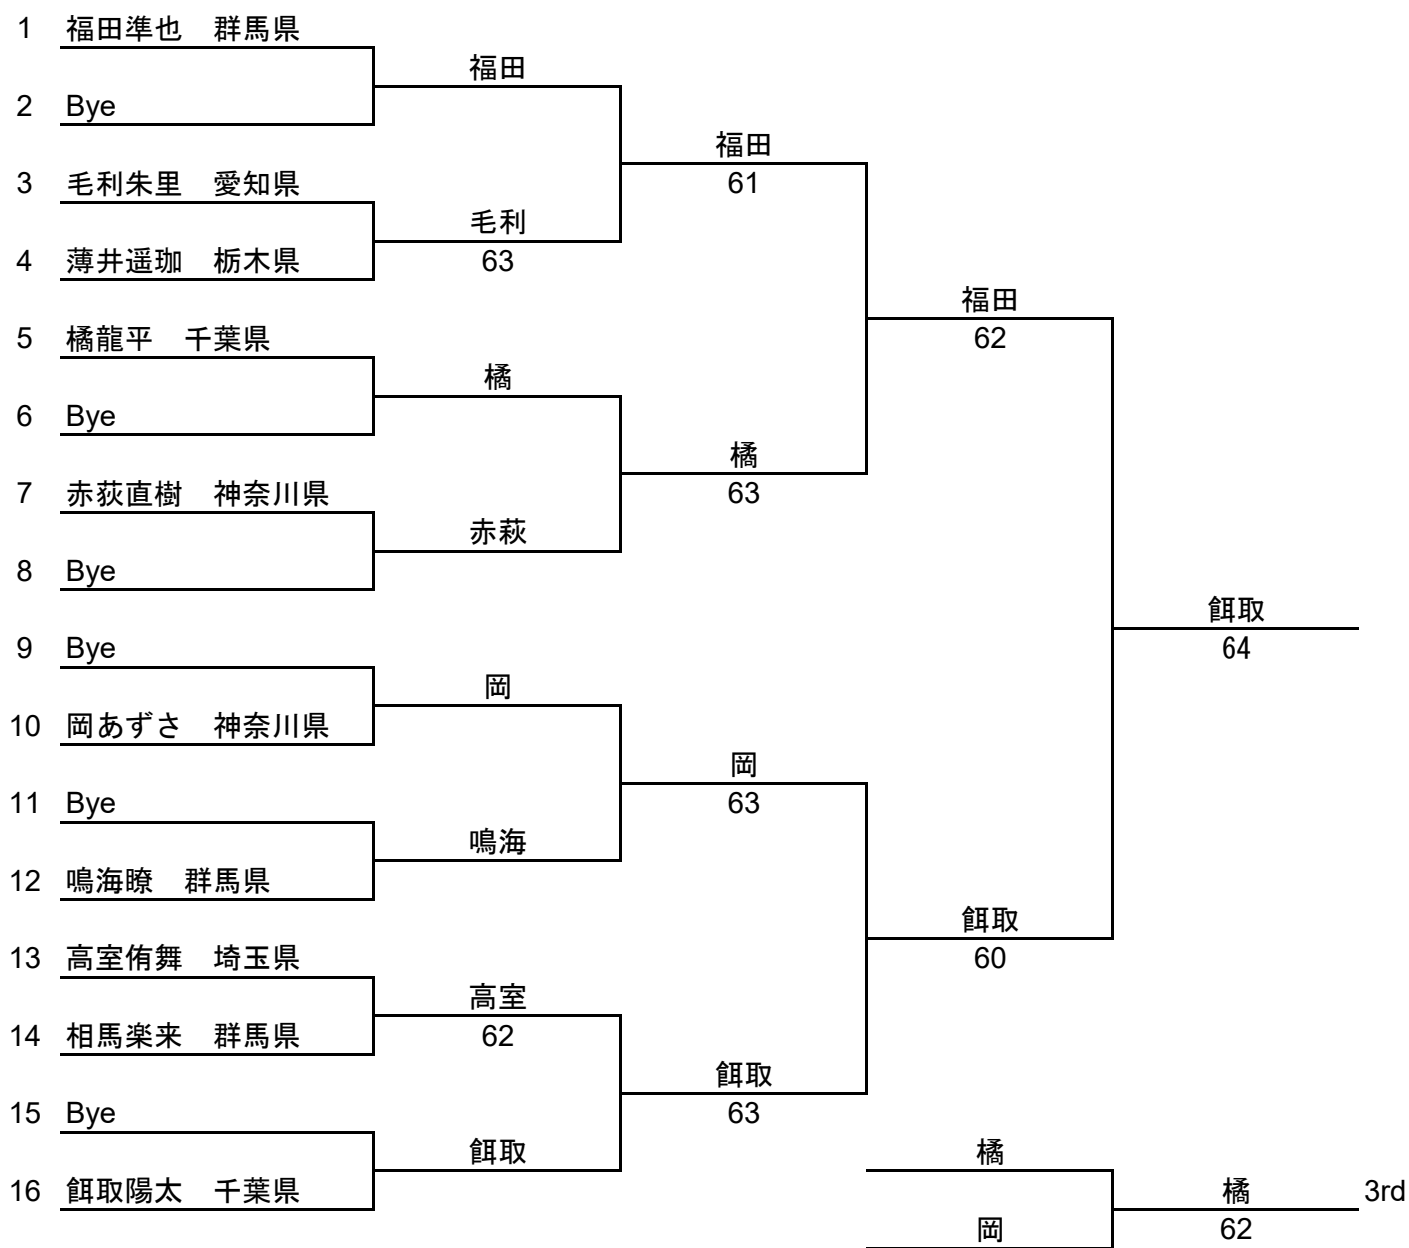 1 福田準也　群馬県
福田
2 Bye
福田
61
3 毛利朱里　愛知県
毛利
63
4 薄井遥珈　栃木県
福田
62
5 橘龍平　千葉県
橘
6 Bye
橘
63
7 赤荻直樹　神奈川県
赤萩
8 Bye
餌取
64
9 Bye
岡
10 岡あずさ　神奈川県
岡
63
11 Bye
鳴海
12 鳴海瞭　群馬県
餌取
60
13 高室侑舞　埼玉県
高室
62
14 相馬楽来　群馬県
餌取
63
15 Bye
餌取
16 餌取陽太　千葉県
橘
橘 3rd
62
岡